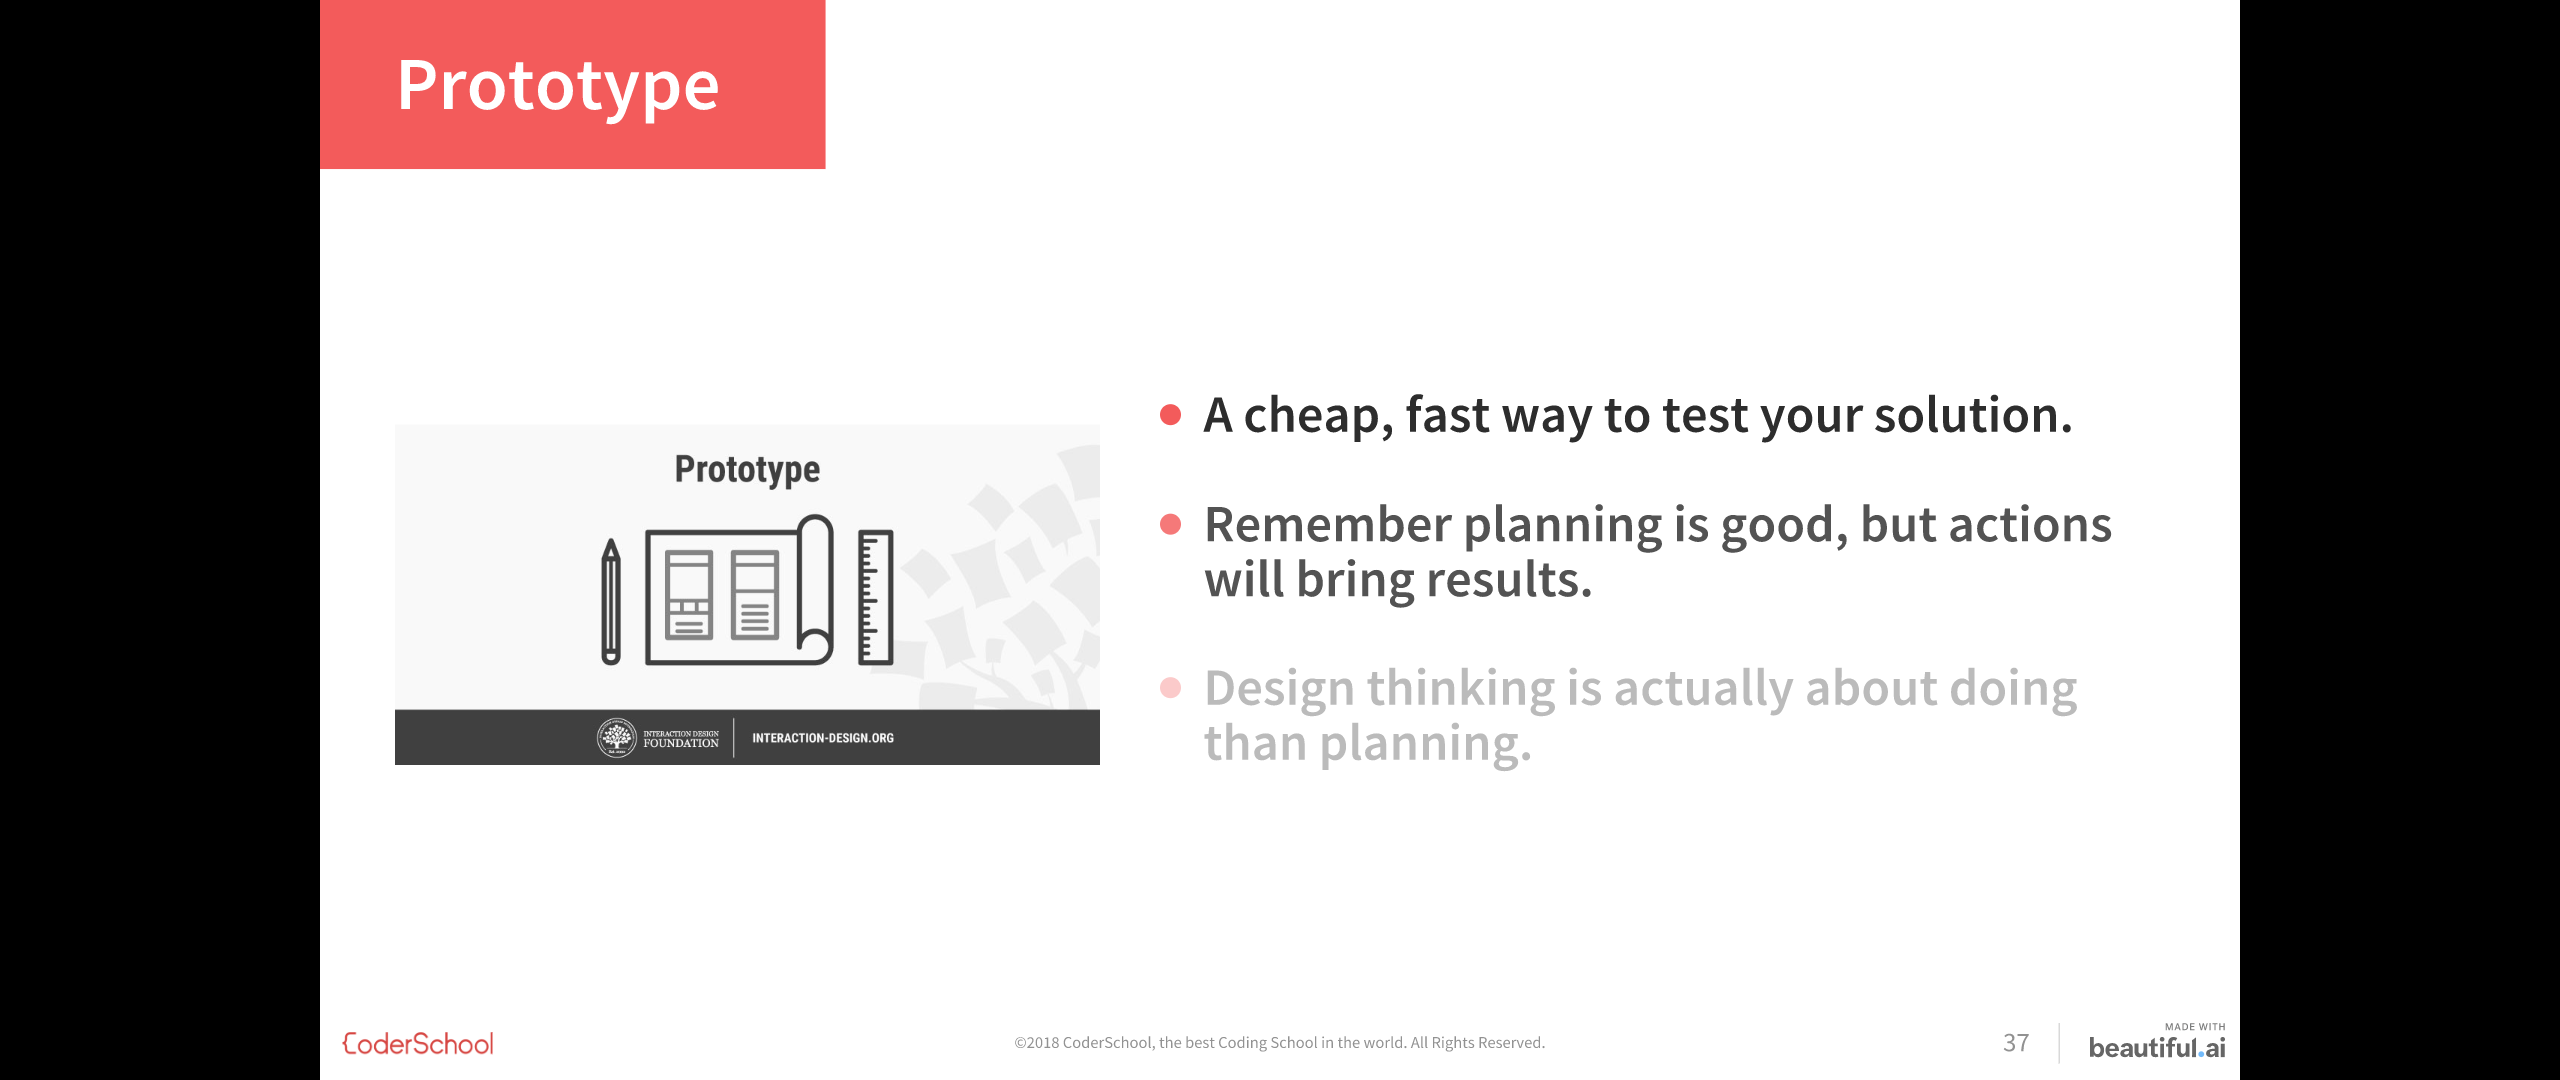 Prototype
Prototype
INTERACTION DESIGN
FOUNDATION
INTERACTION-DESIGN.ORG
A cheap, fast way to test your solution.
Remember planning is good, but actions
will bring results.
Design thinking is actually about doing
than planning.
CoderSchool
©2018 CoderSchool, the best Coding School in the world. All Rights Reserved.
37
MADE WITH
beautiful.ai